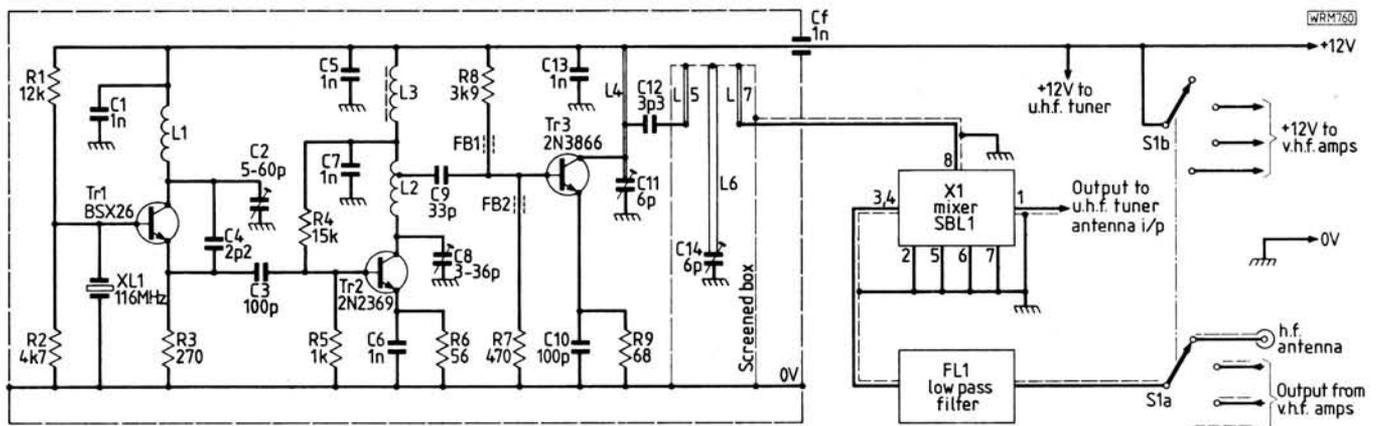 WRM760
Cf
1n
+12V
R1
12k
C1
1n
L1
C2
5-60p
Tr1
BSX26
C4
2p2
XL1
116MHz
C3
100p
R2
4k7
R3
270
C5
1n
L3
C7
1n
R4
15k
L2
C9
33p
C8
3-36p
Tr2
2N2369
R5
1k
C6
1n
R6
56
R8
3k9
FB1
FB2
R7
470
C13
1n
L4
Tr3
2N3866
C12
3p3
C11
6p
C10
100p
R9
68
L 5
L 7
L6
C14
6p
Screened box
0V
+12V to
u.h.f. tuner
S1b
+12V to
v.h.f. amps
8
X1
mixer
SBL1
3,4
1
2
5
6
7
Output to
u.h.f. tuner
antenna i/p
0V
FL1
low pass
filter
S1a
h.f.
antenna
Output from
v.h.f. amps